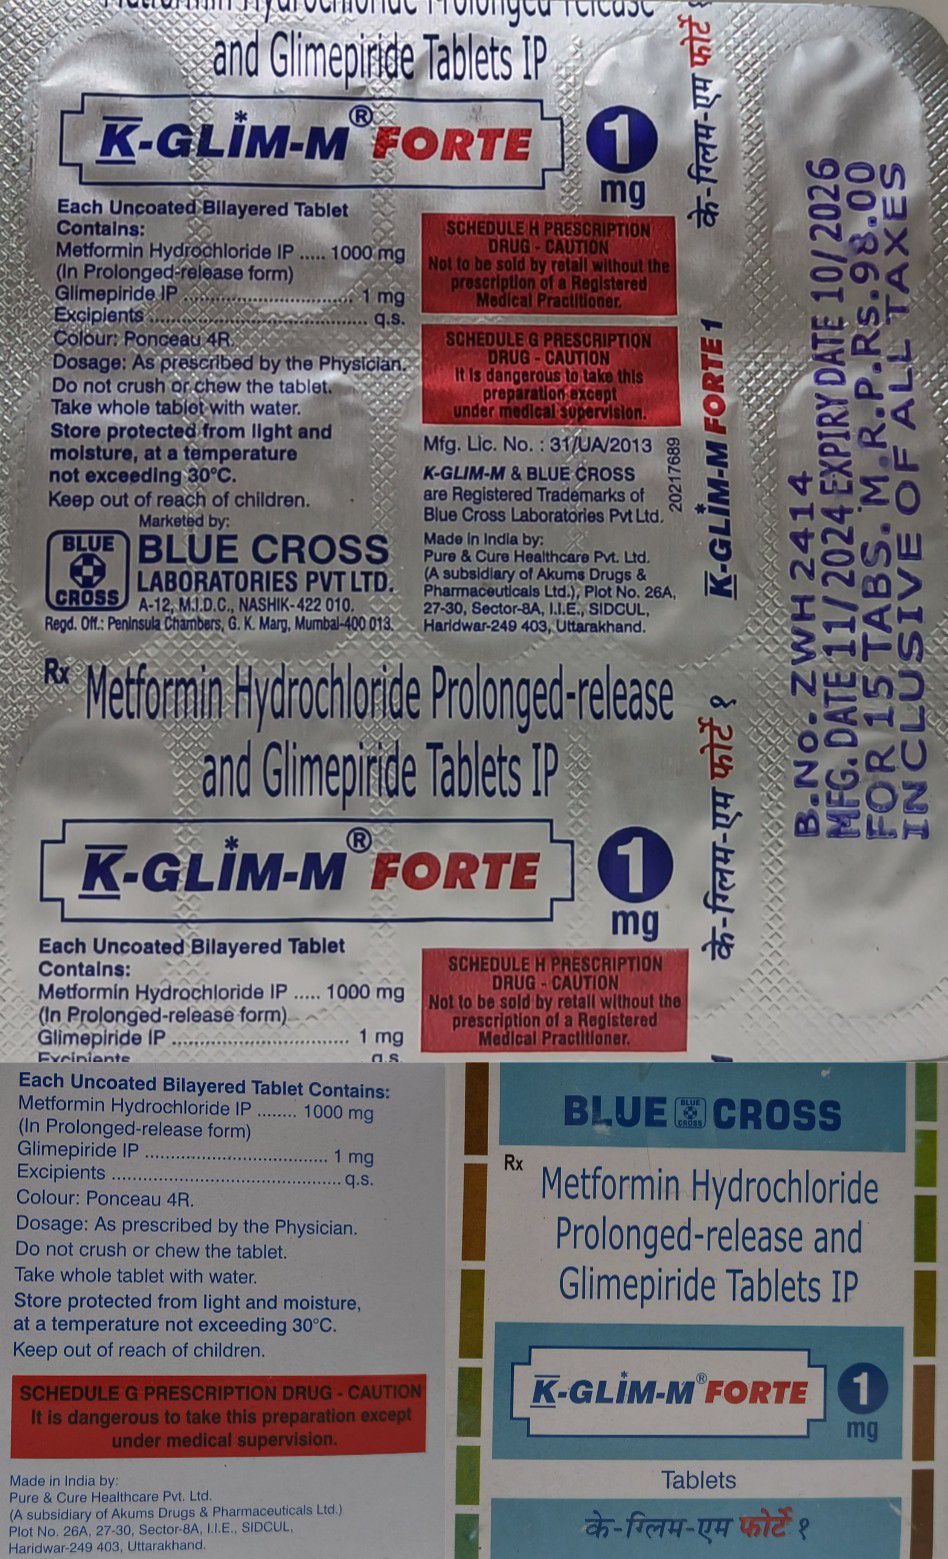 Metformin Hydrochloride Prolonged release
and Glimepiride Tablets IP
K-GLIM-M® FORTE 1
mg
Each Uncoated Bilayered Tablet
Contains:
Metformin Hydrochloride IP ..... 1000 mg
(In Prolonged-release form)
Glimepiride IP .................................. 1 mg
Excipients ............................................ q.s.
Colour: Ponceau 4R.
Dosage: As prescribed by the Physician.
Do not crush or chew the tablet.
Take whole tablet with water.
Store protected from light and
moisture, at a temperature
not exceeding 30°C.
Keep out of reach of children.
Marketed by:
BLUE CROSS
BLUE CROSS
LABORATORIES PVT LTD.
A-12, M.I.D.C., NASHIK-422 010.
Regd. Off.: Peninsula Chambers, G. K. Marg, Mumbai-400 013.
SCHEDULE H PRESCRIPTION
DRUG - CAUTION
Not to be sold by retail without the
prescription of a Registered
Medical Practitioner.
SCHEDULE G PRESCRIPTION
DRUG - CAUTION
It is dangerous to take this
preparation except
under medical supervision.
Mfg. Lic. No. : 31/UA/2013
K-GLIM-M & BLUE CROSS
are Registered Trademarks of
Blue Cross Laboratories Pvt Ltd.
Made in India by:
Pure & Cure Healthcare Pvt. Ltd.
(A subsidiary of Akums Drugs &
Pharmaceuticals Ltd.), Plot No. 26A,
27-30, Sector-8A, I.I.E., SIDCUL,
Haridwar-249 403, Uttarakhand.
20217689
के-ग्लिम-एम फोर्टे १
K-GLIM-M FORTE 1
के-ग्लिम-एम फोर्टे १
B.NO. ZWH 2414
MFG. DATE 11/2024 EXPIRY DATE 10/2026
FOR 15 TABS. M.R.P.RS.98.00
INCLUSIVE OF ALL TAXES
Rx Metformin Hydrochloride Prolonged-release
and Glimepiride Tablets IP
K-GLIM-M® FORTE 1
mg
Each Uncoated Bilayered Tablet
Contains:
Metformin Hydrochloride IP ..... 1000 mg
(In Prolonged-release form)
Glimepiride IP .................................. 1 mg
Excipients q.s.
SCHEDULE H PRESCRIPTION
DRUG - CAUTION
Not to be sold by retail without the
prescription of a Registered
Medical Practitioner.
Each Uncoated Bilayered Tablet Contains:
Metformin Hydrochloride IP ........ 1000 mg
(In Prolonged-release form)
Glimepiride IP ..................................... 1 mg
Excipients .............................................. q.s.
Colour: Ponceau 4R.
Dosage: As prescribed by the Physician.
Do not crush or chew the tablet.
Take whole tablet with water.
Store protected from light and moisture,
at a temperature not exceeding 30°C.
Keep out of reach of children.
SCHEDULE G PRESCRIPTION DRUG - CAUTION
It is dangerous to take this preparation except
under medical supervision.
Made in India by:
Pure & Cure Healthcare Pvt. Ltd.
(A subsidiary of Akums Drugs & Pharmaceuticals Ltd.)
Plot No. 26A, 27-30, Sector-8A, I.I.E., SIDCUL,
Haridwar-249 403, Uttarakhand.
BLUE BLUE CROSS CROSS
Rx
Metformin Hydrochloride
Prolonged-release and
Glimepiride Tablets IP
K-GLIM-M® FORTE 1
mg
Tablets
के-ग्लिम-एम फोर्टे १